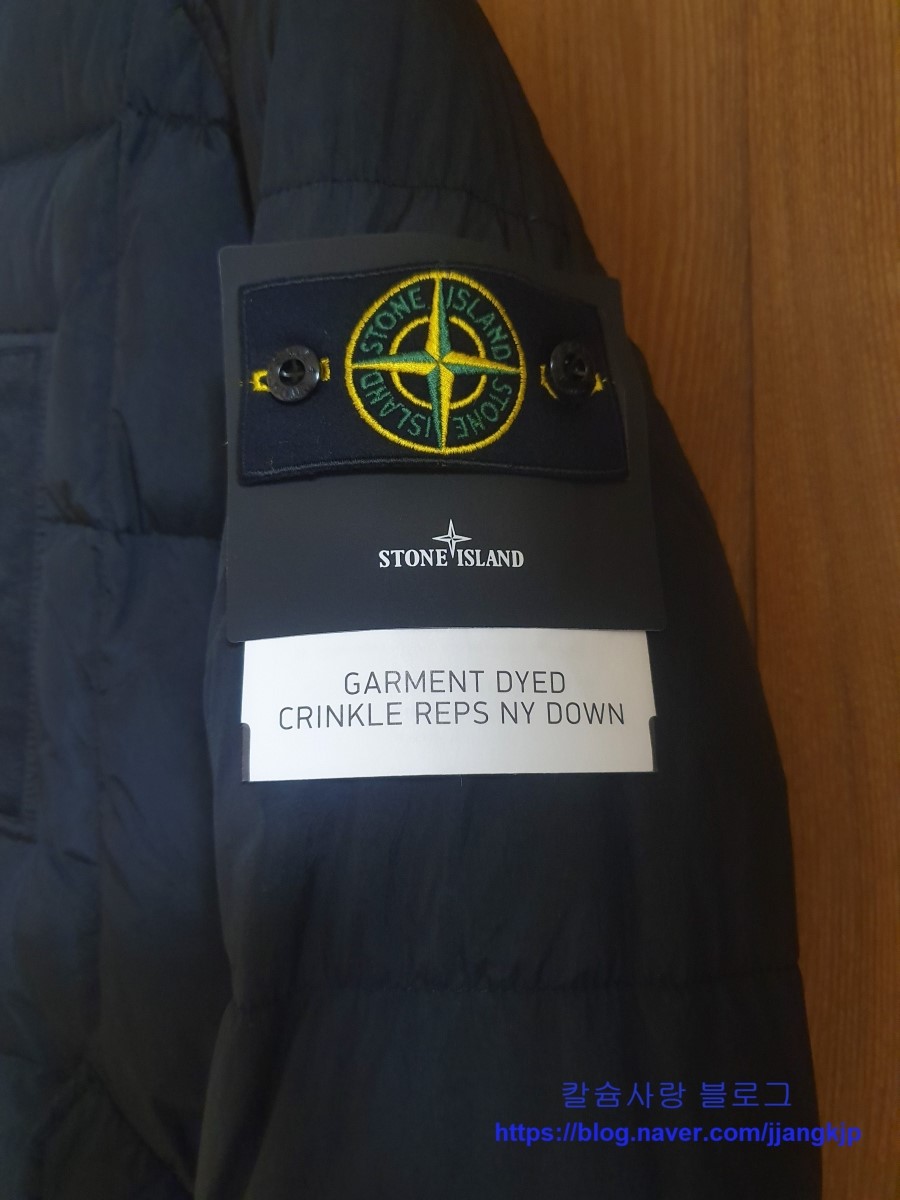 STONE ISLAND
STONE ISLAND
STONE ISLAND
GARMENT DYED
CRINKLE REPS NY DOWN
칼슘사랑 블로그
https://blog.naver.com/jjangkjp